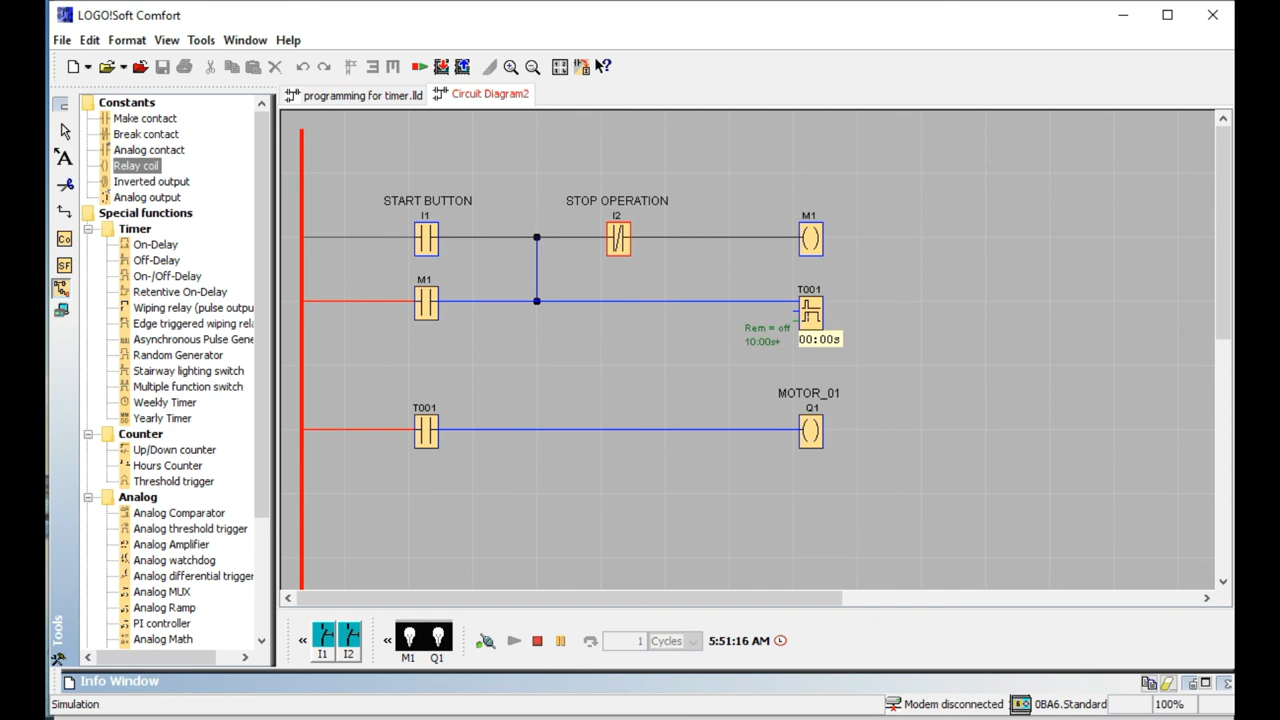 LOGO!Soft Comfort
File Edit Format View Tools Window Help
programming for timer.lld
Circuit Diagram2
Constants
Make contact
Break contact
Analog contact
Relay coil
Inverted output
Analog output
Special functions
Timer
On-Delay
Off-Delay
On-/Off-Delay
Retentive On-Delay
Wiping relay (pulse outpu
Edge triggered wiping rela
Asynchronous Pulse Gene
Random Generator
Stairway lighting switch
Multiple function switch
Weekly Timer
Yearly Timer
Counter
Up/Down counter
Hours Counter
Threshold trigger
Analog
Analog Comparator
Analog threshold trigger
Analog Amplifier
Analog watchdog
Analog differential trigger
Analog MUX
Analog Ramp
PI controller
Analog Math
Co
SF
Tools
START BUTTON
I1
STOP OPERATION
I2
M1
M1
T001
Rem = off
10:00s+
00:00s
T001
MOTOR_01
Q1
I1 I2 M1 Q1
1 Cycles 5:51:16 AM
Info Window
Simulation
Modem disconnected
0BA6.Standard
100%